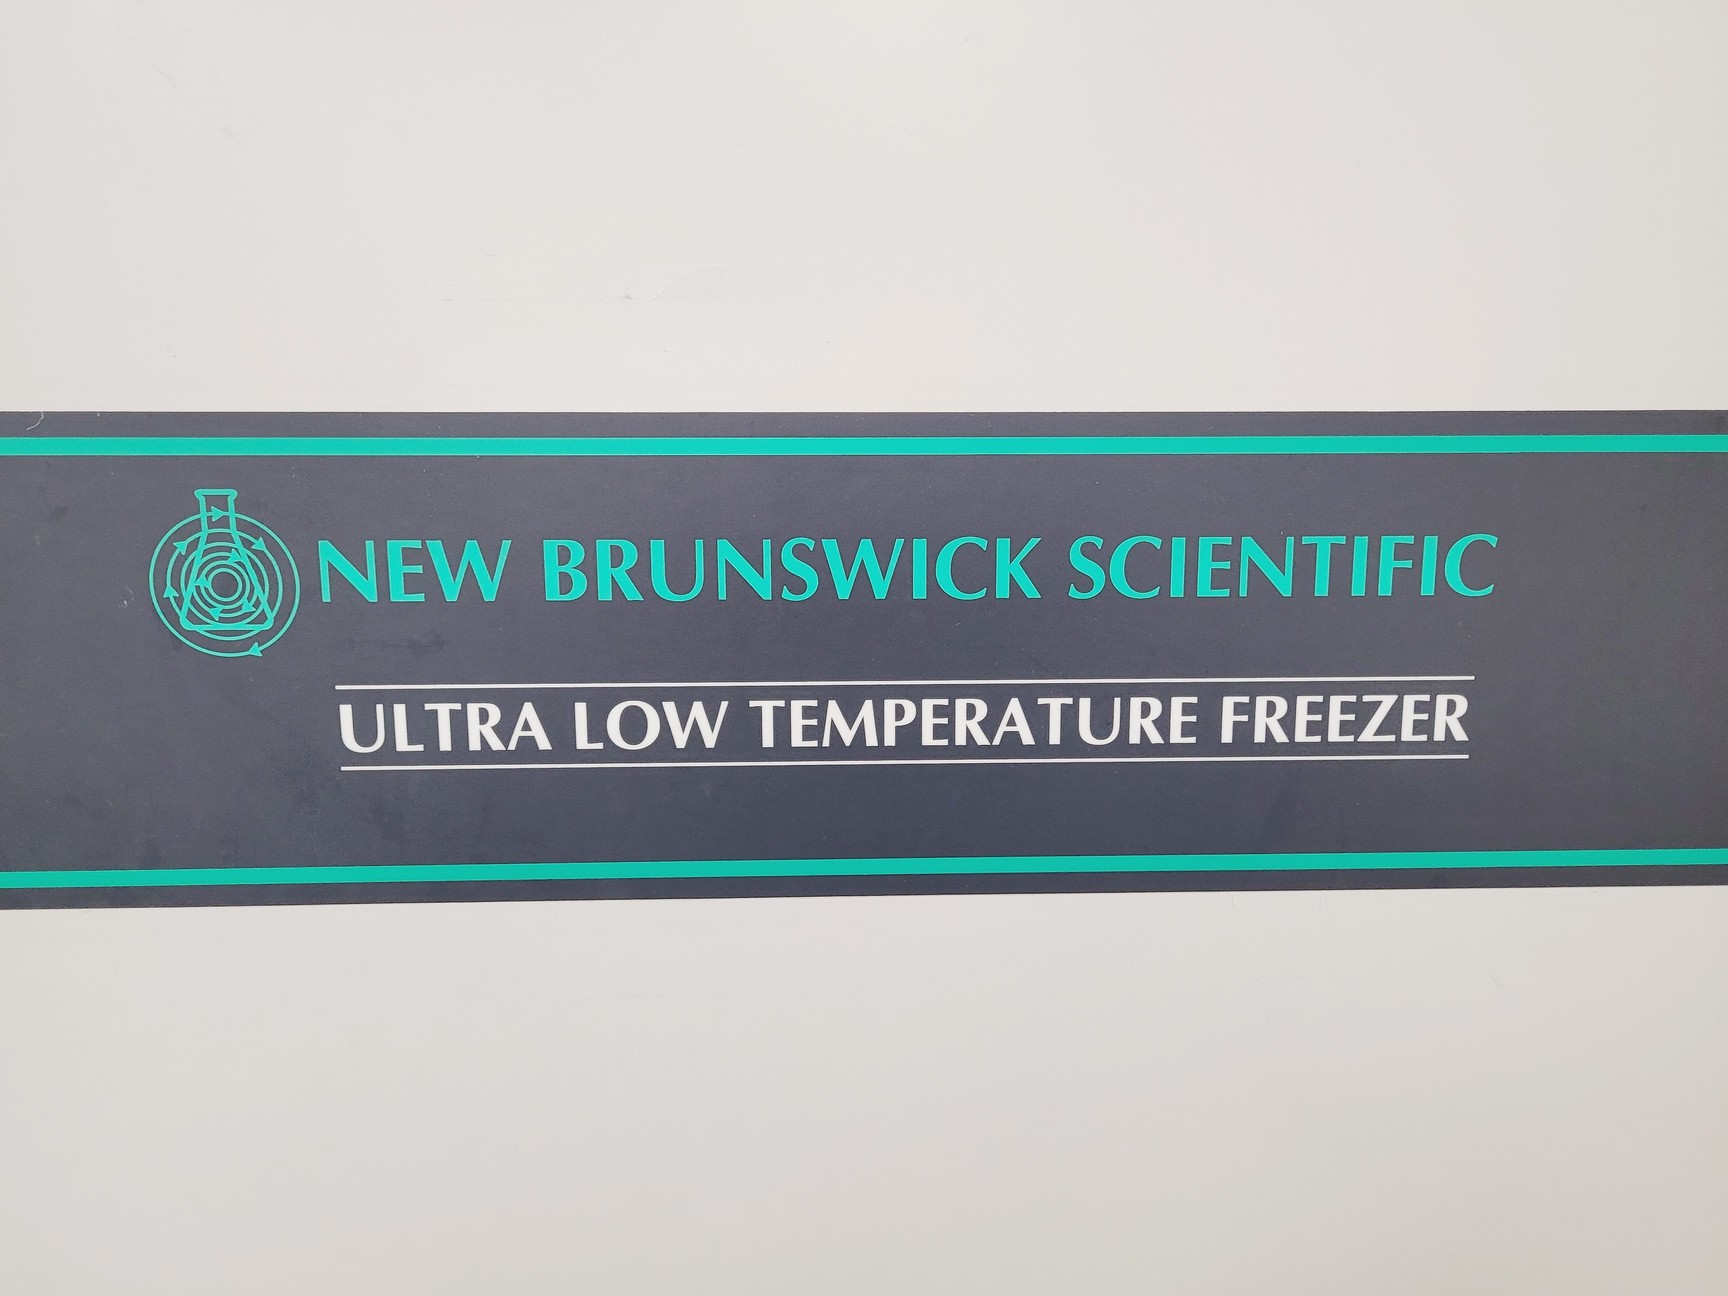 NEW BRUNSWICK SCIENTIFIC
ULTRA LOW TEMPERATURE FREEZER